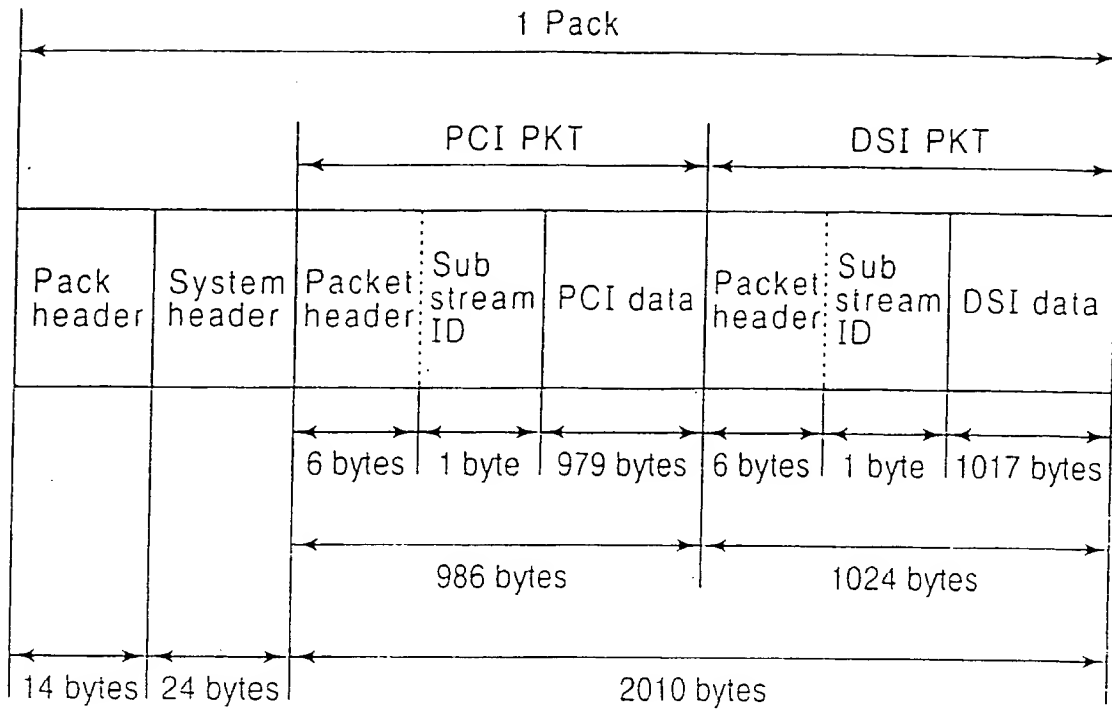 1 Pack
PCI PKT
DSI PKT
Pack
header
System
header
Packet
header
Sub
stream
ID
PCI data
Packet
header
Sub
stream
ID
DSI data
6 bytes
1 byte
979 bytes
6 bytes
1 byte
1017 bytes
986 bytes
1024 bytes
14 bytes
24 bytes
2010 bytes